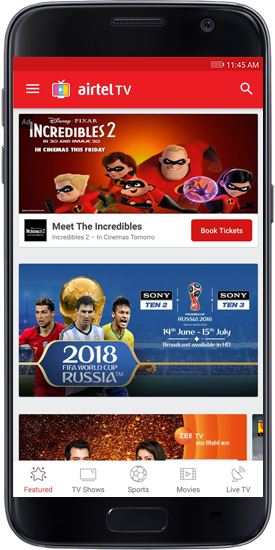 11:45 AM
airtel TV
Ad
Disney · PIXAR
INCREDIBLES 2
IN 3D AND IMAX 3D
IN CINEMAS THIS FRIDAY
Meet The Incredibles
Incredibles 2 – In Cinemas Tomorro
Book Tickets
SONY
TEN 2
FIFA WORLD CUP
RUSSIA 2018
SONY
TEN 3
14th June - 15th July
Broadcast available in HD
2018
FIFA WORLD CUP
RUSSIA™
ZEE TV
Featured
TV Shows
Sports
Movies
Live TV